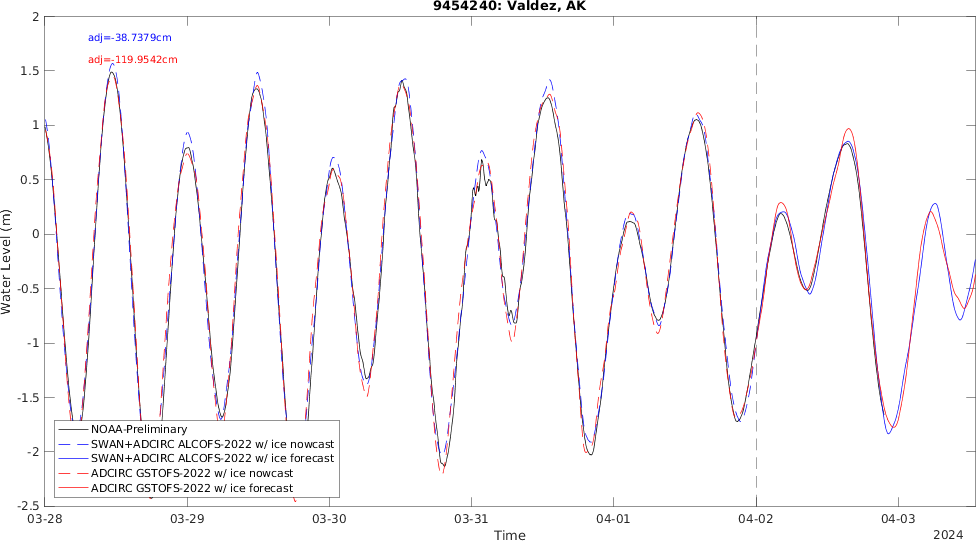 9454240: Valdez, AK
adj=-38.7379cm
adj=-119.9542cm
Water Level (m)
2
1.5
1
0.5
0
-0.5
-1
-1.5
-2
-2.5
NOAA-Preliminary
SWAN+ADCIRC ALCOFS-2022 w/ ice nowcast
SWAN+ADCIRC ALCOFS-2022 w/ ice forecast
ADCIRC GSTOFS-2022 w/ ice nowcast
ADCIRC GSTOFS-2022 w/ ice forecast
03-28 03-29 03-30 03-31 04-01 04-02 04-03
Time
2024